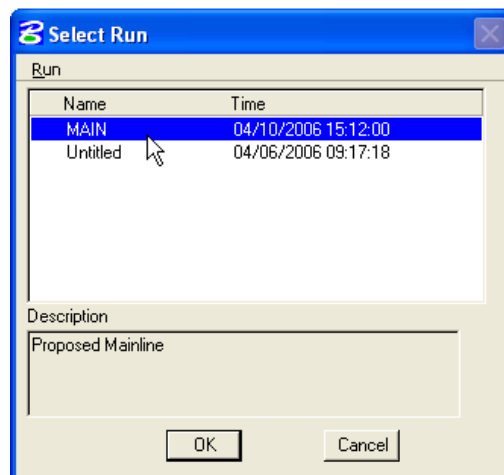 Select Run
Run
Name Time
MAIN 04/10/2006 15:12:00
Untitled 04/06/2006 09:17:18
Description
Proposed Mainline
OK Cancel